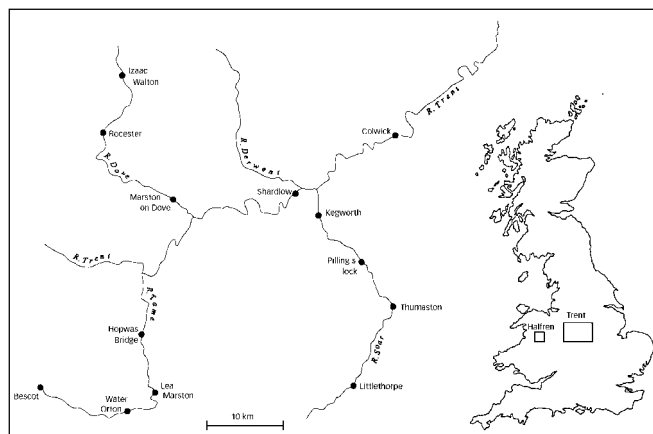 Izaac
Walton
Rocester
R. Dove
Marston
on Dove
R. Derwent
Shardlow
Colwick
R. Trent
Kegworth
Pilling s
lock
Thurmaston
R. Soar
Littlethorpe
R. Trent
R. Tame
Hopwas
Bridge
Lea
Marston
Water
Orton
Bescot
10 km
Hafren
Trent